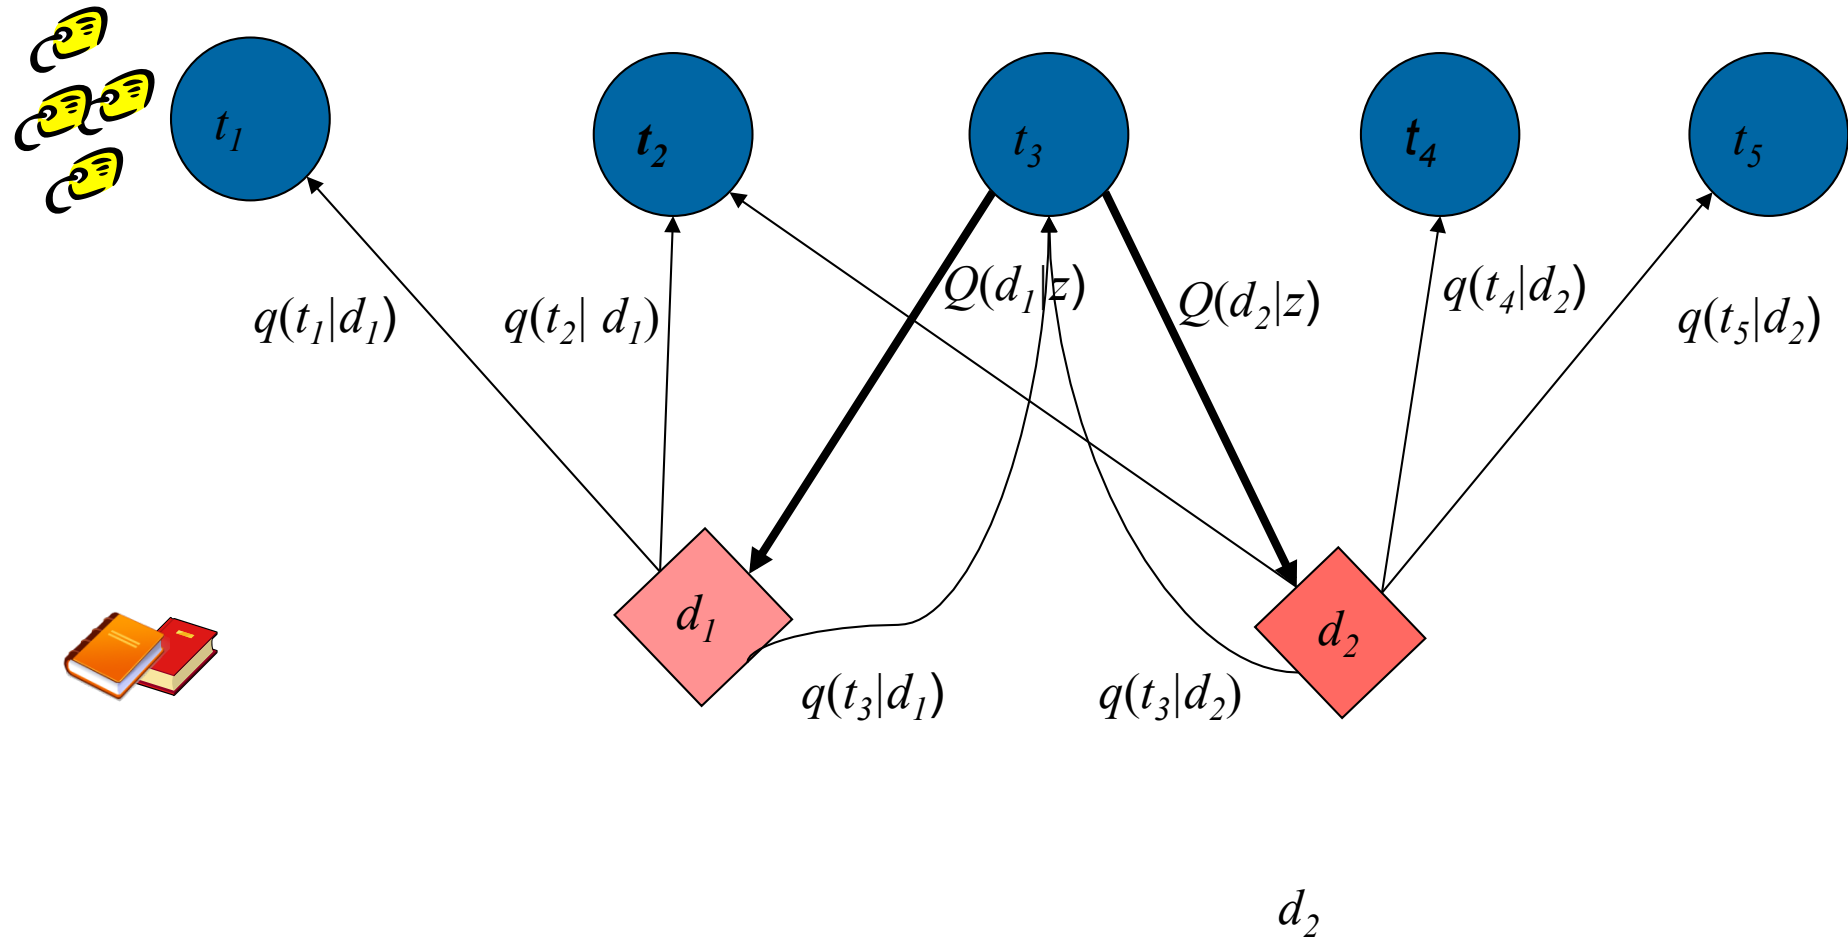 t1
t2
t3
t4
t5
Q(d1|z)
Q(d2|z)
q(t4|d2)
q(t1|d1)
q(t2| d1)
q(t5|d2)
d1
d2
q(t3|d1)
q(t3|d2)
d2